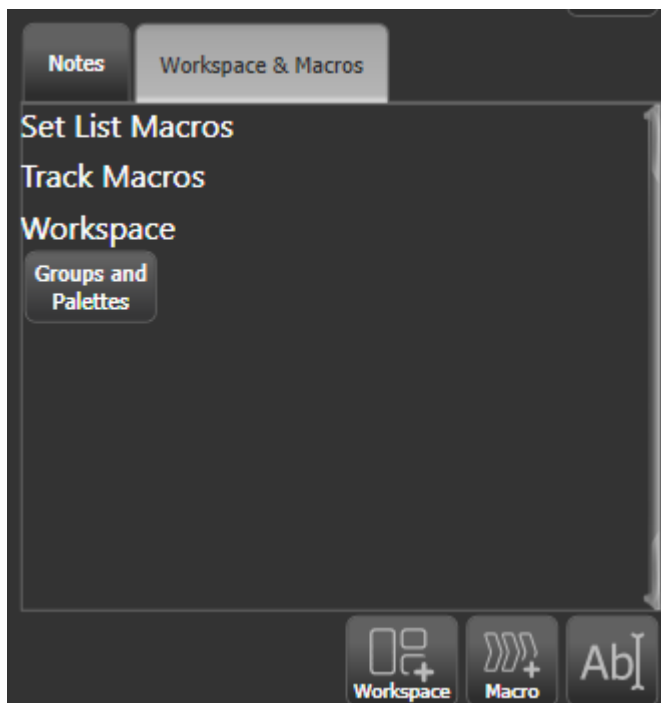 Notes
Workspace & Macros
Set List Macros
Track Macros
Workspace
Groups and
Palettes
Workspace
Macro
Ab